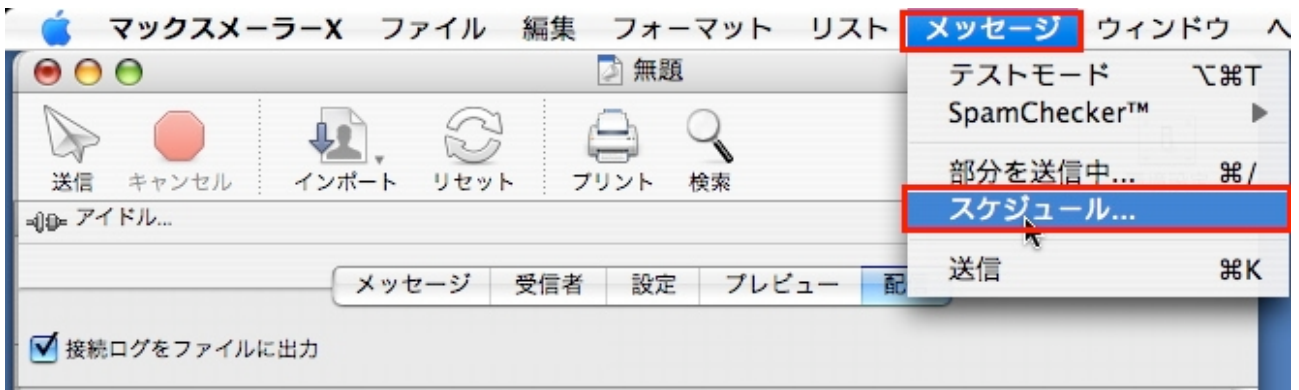 マックスメーラーX ファイル 編集 フォーマット リスト メッセージ ウィンドウ ヘ
無題
テストモード ⌥⌘T
SpamChecker™
送信 キャンセル インポート リセット プリント 検索
部分を送信中... ⌘/
スケジュール...
アイドル...
送信 ⌘K
メッセージ 受信者 設定 プレビュー 配
接続ログをファイルに出力